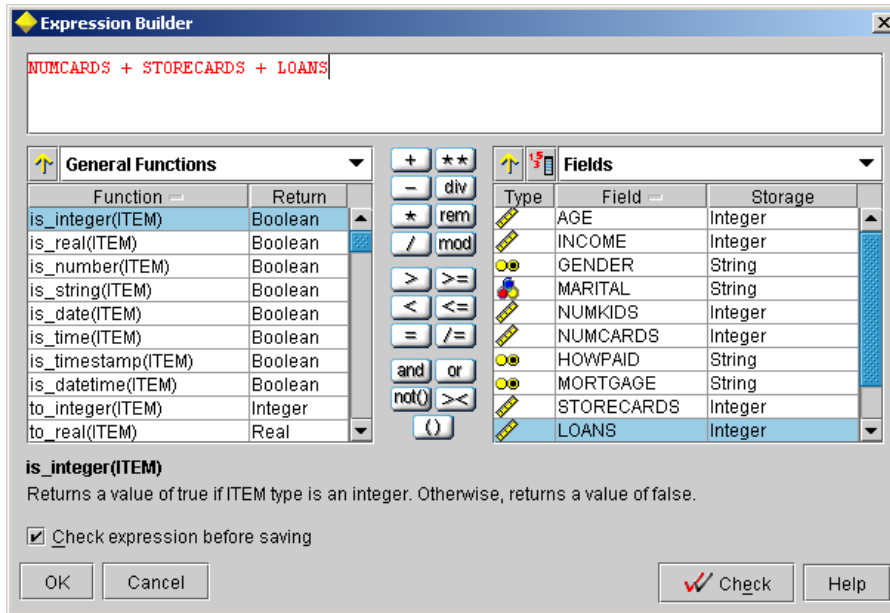 Expression Builder
NUMCARDS + STORECARDS + LOANS
General Functions
Function Return
is_integer(ITEM) Boolean
is_real(ITEM) Boolean
is_number(ITEM) Boolean
is_string(ITEM) Boolean
is_date(ITEM) Boolean
is_time(ITEM) Boolean
is_timestamp(ITEM) Boolean
is_datetime(ITEM) Boolean
to_integer(ITEM) Integer
to_real(ITEM) Real
+ **
- div
* rem
/ mod
> >=
< <=
= /=
and or
not() ><
()
Fields
Type Field Storage
AGE Integer
INCOME Integer
GENDER String
MARITAL String
NUMKIDS Integer
NUMCARDS Integer
HOWPAID String
MORTGAGE String
STORECARDS Integer
LOANS Integer
is_integer(ITEM)
Returns a value of true if ITEM type is an integer. Otherwise, returns a value of false.
Check expression before saving
OK Cancel Check Help